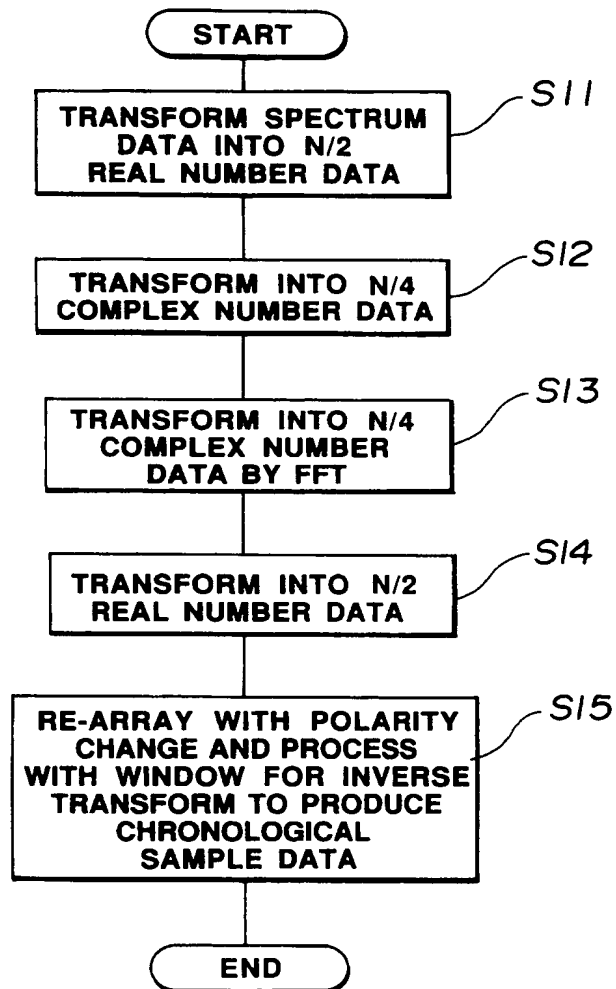 START
TRANSFORM SPECTRUM
DATA INTO N/2
REAL NUMBER DATA
S11
TRANSFORM INTO N/4
COMPLEX NUMBER DATA
S12
TRANSFORM INTO N/4
COMPLEX NUMBER
DATA BY FFT
S13
TRANSFORM INTO N/2
REAL NUMBER DATA
S14
RE-ARRAY WITH POLARITY
CHANGE AND PROCESS
WITH WINDOW FOR INVERSE
TRANSFORM TO PRODUCE
CHRONOLOGICAL
SAMPLE DATA
S15
END